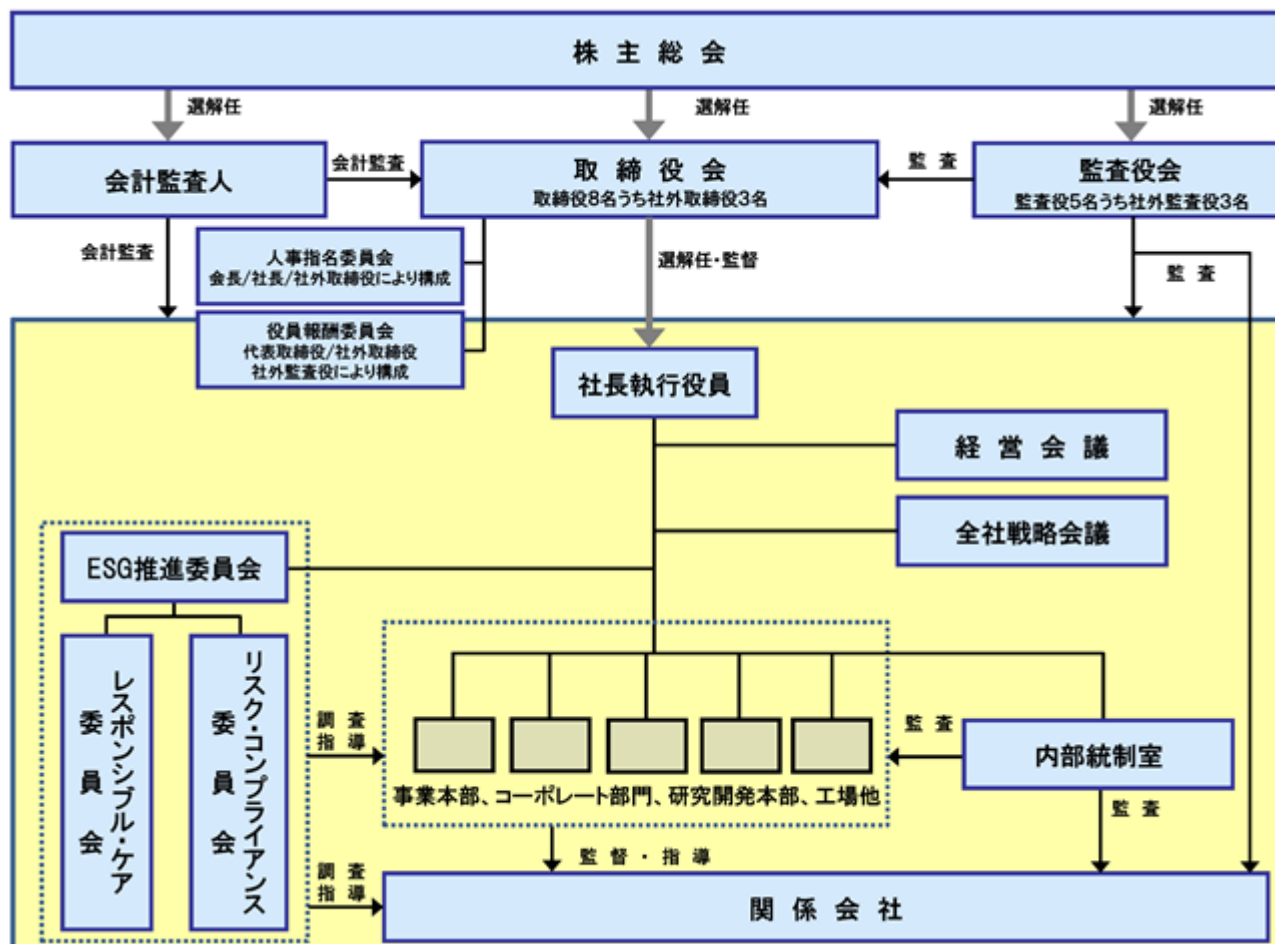 株主総会
選解任
選解任
選解任
会計監査人
会計監査
取締役会
取締役8名うち社外取締役3名
監査
監査役会
監査役5名うち社外監査役3名
会計監査
人事指名委員会
会長/社長/社外取締役により構成
選解任・監督
監査
役員報酬委員会
代表取締役/社外取締役
社外監査役により構成
社長執行役員
経営会議
全社戦略会議
ESG推進委員会
レスポンシブル・ケア
委員会
リスク・コンプライアンス
委員会
調査
指導
監査
内部統制室
事業本部、コーポレート部門、研究開発本部、工場他
監査
監督・指導
調査
指導
関係会社